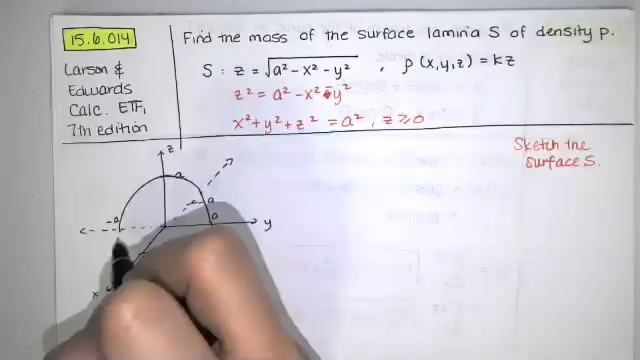 15.6.014
Larson &
Edwards
Calc. ETF,
7th edition
Find the mass of the surface lamina S of density ρ.
S : z = √(a² − x² − y²) , ρ(x,y,z) = kz
z² = a² − x² − y²
x² + y² + z² = a² , z ≥ 0
Sketch the
surface S.
z
a
a
-a
a
y
x